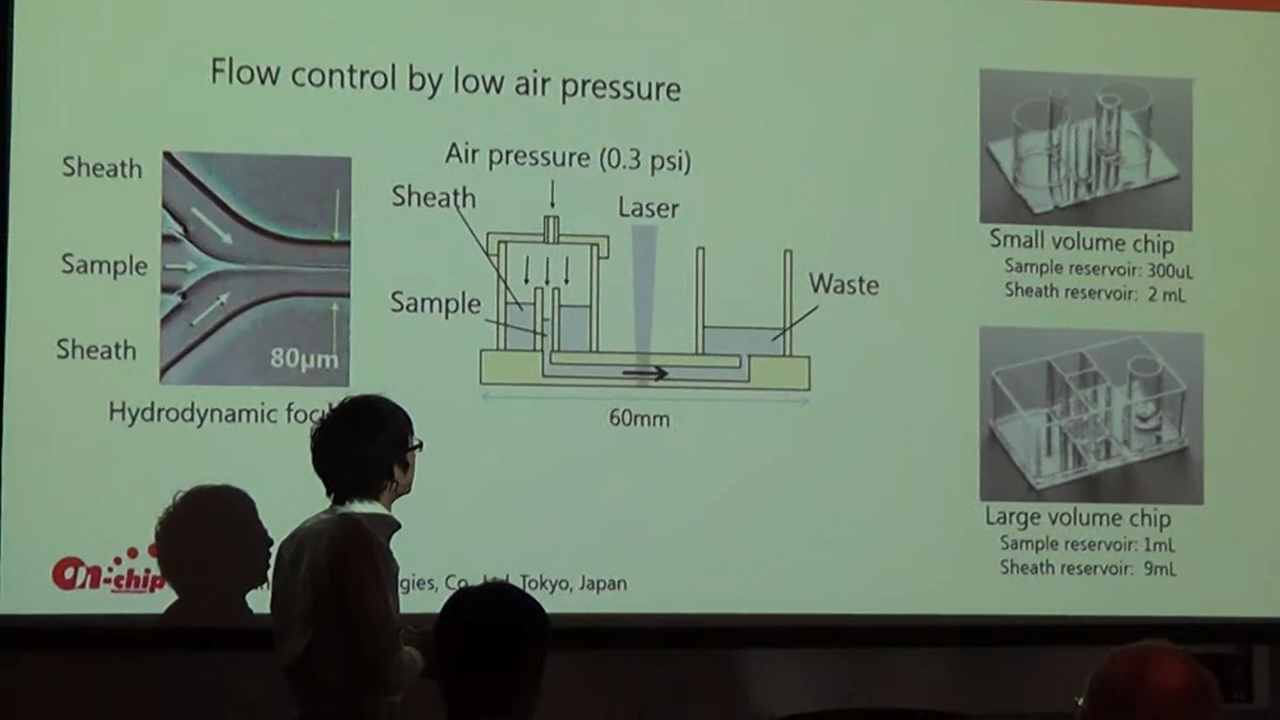 Flow control by low air pressure
Sheath
Sample
Sheath
80µm
Hydrodynamic
Air pressure (0.3 psi)
Sheath
Laser
Sample
Waste
60mm
Small volume chip
Sample reservoir: 300uL
Sheath reservoir: 2 mL
Large volume chip
Sample reservoir: 1mL
Sheath reservoir: 9mL
On-chip
gies, Co., Ltd. Tokyo, Japan